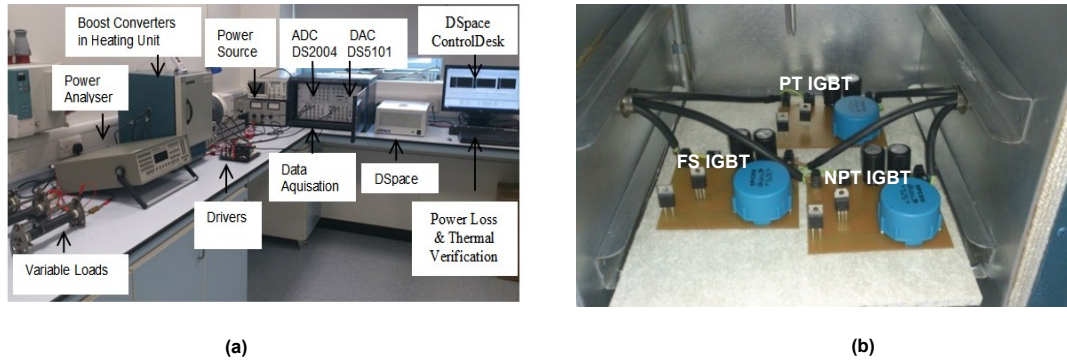 Boost Converters
in Heating Unit
Power
Analyser
Power
Source
ADC
DS2004
DAC
DS5101
DSpace
ControlDesk
Data
Aquisation
DSpace
Drivers
Power Loss
& Thermal
Verification
Variable Loads
(a)
PT IGBT
FS IGBT
NPT IGBT
(b)